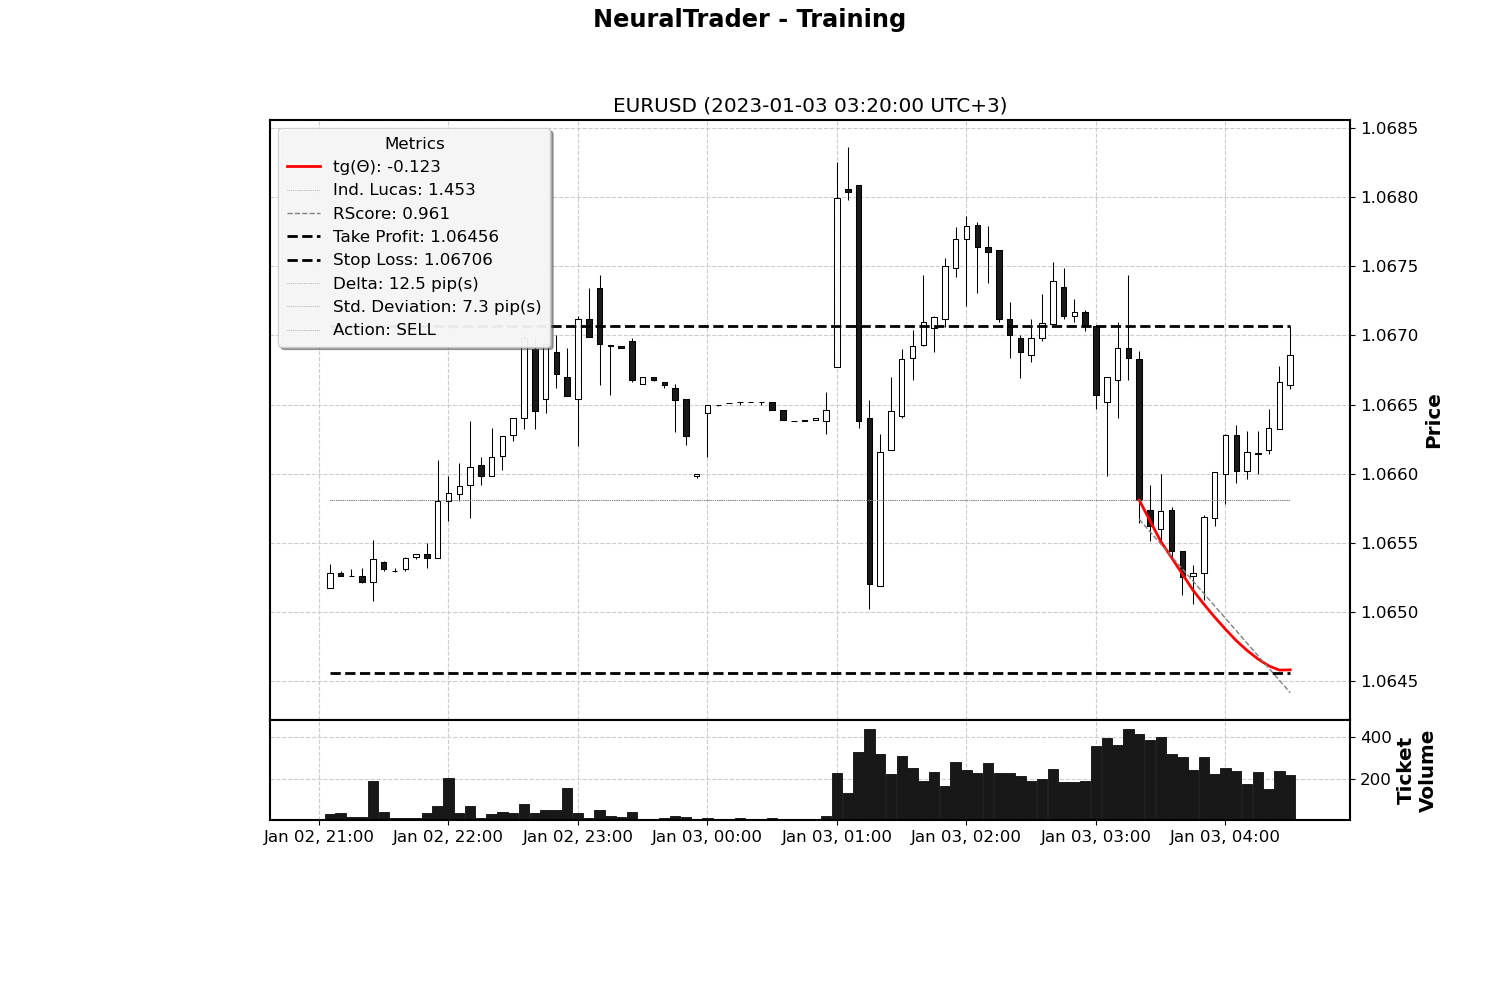 NeuralTrader - Training
EURUSD (2023-01-03 03:20:00 UTC+3)
Metrics
tg(Θ): -0.123
Ind. Lucas: 1.453
RScore: 0.961
Take Profit: 1.06456
Stop Loss: 1.06706
Delta: 12.5 pip(s)
Std. Deviation: 7.3 pip(s)
Action: SELL
1.0685
1.0680
1.0675
1.0670
1.0665
1.0660
1.0655
1.0650
1.0645
Price
400
200
Ticket
Volume
Jan 02, 21:00
Jan 02, 22:00
Jan 02, 23:00
Jan 03, 00:00
Jan 03, 01:00
Jan 03, 02:00
Jan 03, 03:00
Jan 03, 04:00